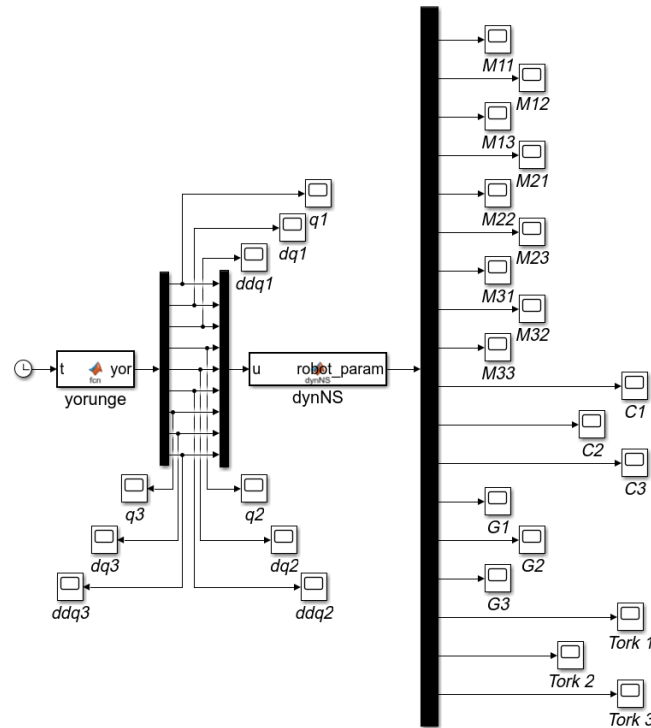 M11
M12
M13
M21
M22
M23
M31
M32
M33
C1
C2
C3
G1
G2
G3
Tork 1
Tork 2
Tork 3
q1
dq1
ddq1
t
yor
fcn
yorunge
u
robot_param
dynNS
dynNS
q3
q2
dq3
dq2
ddq3
ddq2